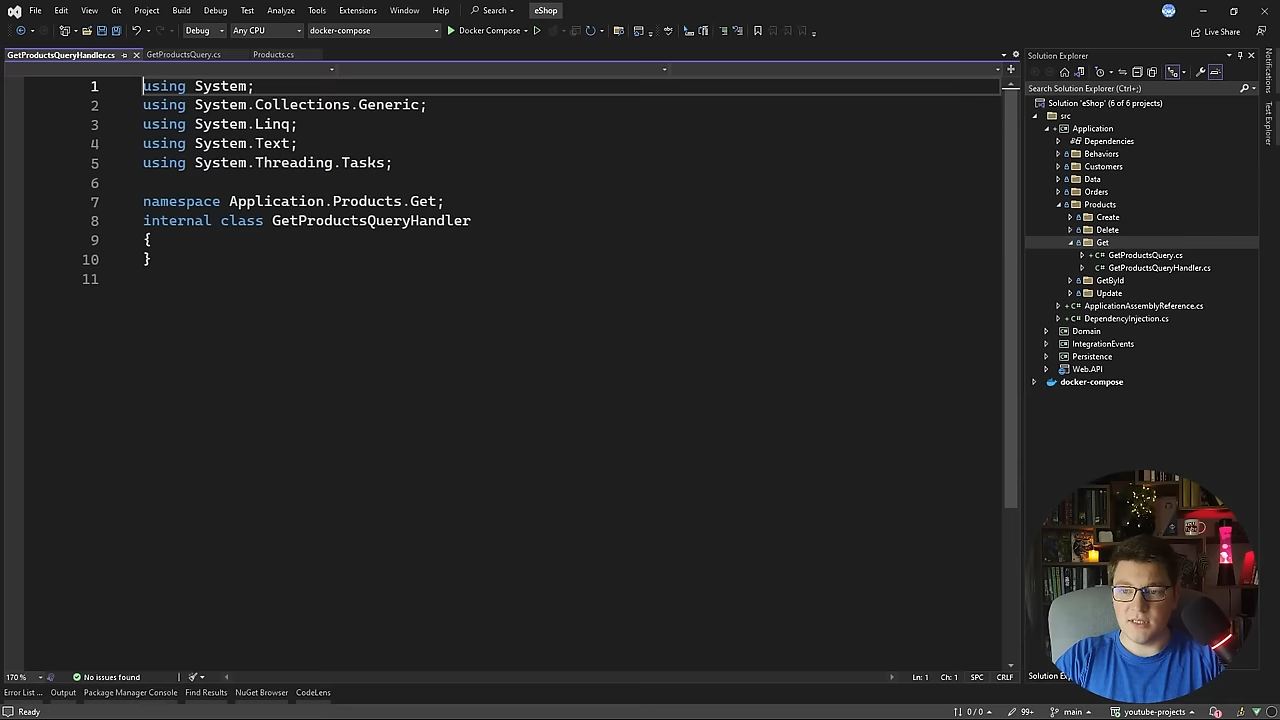 File Edit View Git Project Build Debug Test Analyze Tools Extensions Window Help Search eShop
Debug Any CPU docker-compose Docker Compose Live Share
GetProductsQueryHandler.cs GetProductsQuery.cs Products.cs
1 using System;
2 using System.Collections.Generic;
3 using System.Linq;
4 using System.Text;
5 using System.Threading.Tasks;
6
7 namespace Application.Products.Get;
8 internal class GetProductsQueryHandler
9 {
10 }
11
Solution Explorer
Search Solution Explorer (Ctrl+;)
Solution 'eShop' (6 of 6 projects)
src
Application
Dependencies
Behaviors
Customers
Data
Orders
Products
Create
Delete
Get
GetProductsQuery.cs
GetProductsQueryHandler.cs
GetById
Update
ApplicationAssemblyReference.cs
DependencyInjection.cs
Domain
IntegrationEvents
Persistence
Web.API
docker-compose
Notifications
Test Explorer
170 % No issues found Ln: 1 Ch: 1 SPC CRLF
Error List ... Output Package Manager Console Find Results NuGet Browser CodeLens
Ready 0 / 0 99+ main youtube-projects